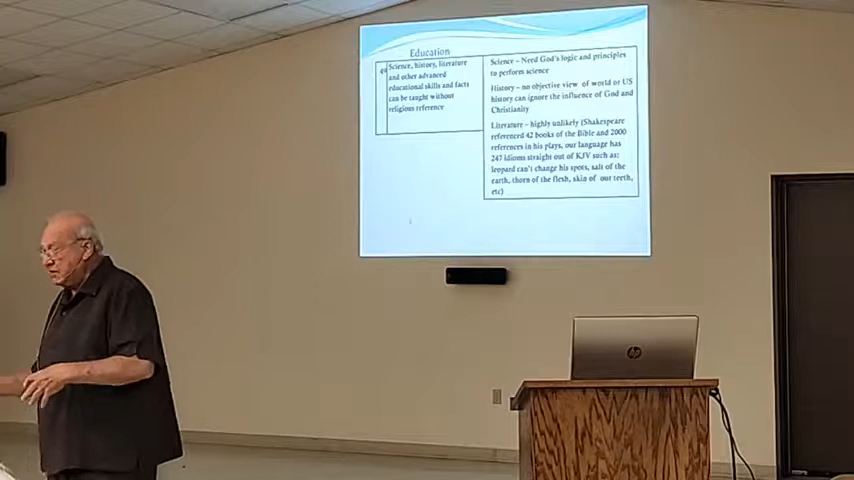 Education
Science, history, literature
and other advanced
educational skills and facts
can be taught without
religious reference
Science – Need God's logic and principles
to perform science
History – no objective view of world or US
history can ignore the influence of God and
Christianity
Literature – highly unlikely (Shakespeare
referenced 42 books of the Bible and 2000
references in his plays, our language has
247 idioms straight out of KJV such as:
leopard can't change his spots, salt of the
earth, thorn of the flesh, skin of our teeth,
etc)
hp